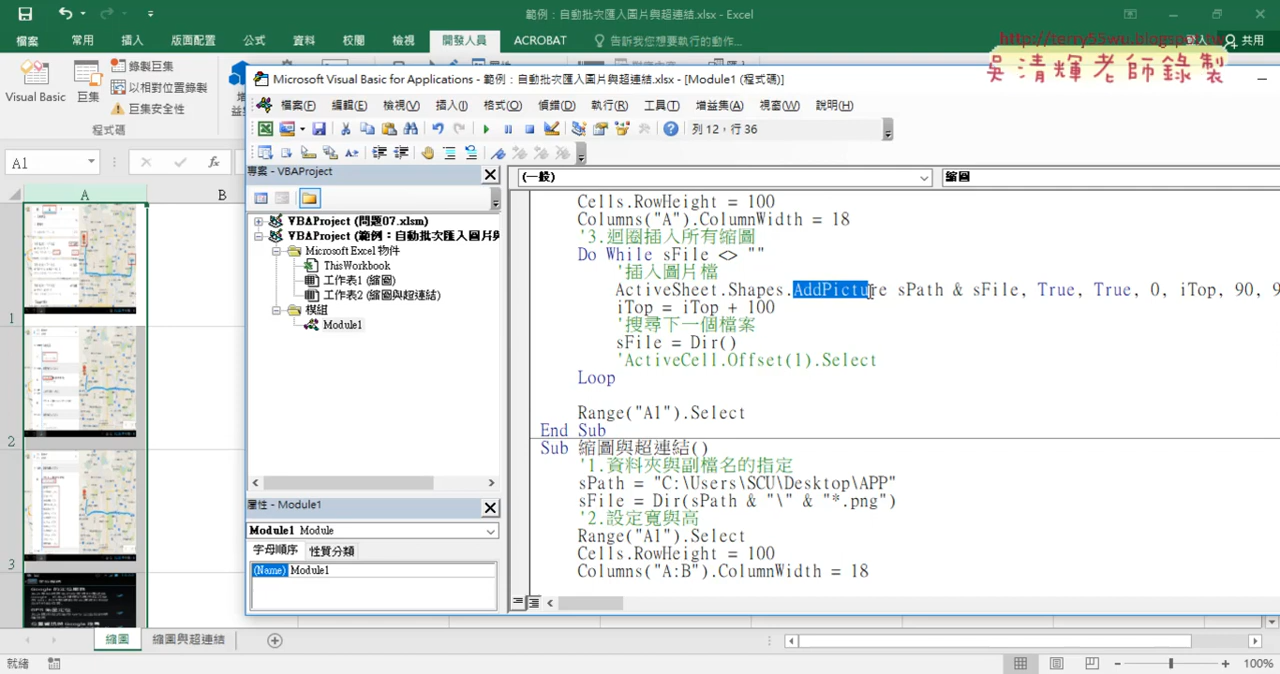 範例：自動批次匯入圖片與超連結.xlsx - Excel
檔案 常用 插入 版面配置 公式 資料 校閱 檢視 開發人員 ACROBAT 告訴我您想要執行的動作... 共用
http://terry55wu.blogspot.tw
吳清輝老師錄製
Visual Basic 巨集 錄製巨集
以相對位置錄製
巨集安全性
程式碼
Microsoft Visual Basic for Applications - 範例：自動批次匯入圖片與超連結.xlsx - [Module1 (程式碼)]
檔案(F) 編輯(E) 檢視(V) 插入(I) 格式(O) 偵錯(D) 執行(R) 工具(T) 增益集(A) 視窗(W) 說明(H)
列 12，行 36
A1
A B
1
2
3
專案 - VBAProject
VBAProject (問題07.xlsm)
VBAProject (範例：自動批次匯入圖片與
Microsoft Excel 物件
ThisWorkbook
工作表1 (縮圖)
工作表2 (縮圖與超連結)
模組
Module1
屬性 - Module1
Module1 Module
字母順序 性質分類
(Name) Module1
(一般) 縮圖
Cells.RowHeight = 100
Columns("A").ColumnWidth = 18
'3.迴圈插入所有縮圖
Do While sFile <> ""
'插入圖片檔
ActiveSheet.Shapes.AddPicture sPath & sFile, True, True, 0, iTop, 90, 9
iTop = iTop + 100
'搜尋下一個檔案
sFile = Dir()
'ActiveCell.Offset(1).Select
Loop
Range("A1").Select
End Sub
Sub 縮圖與超連結()
'1.資料夾與副檔名的指定
sPath = "C:\Users\SCU\Desktop\APP"
sFile = Dir(sPath & "\" & "*.png")
'2.設定寬與高
Range("A1").Select
Cells.RowHeight = 100
Columns("A:B").ColumnWidth = 18
縮圖 縮圖與超連結
就緒 100%